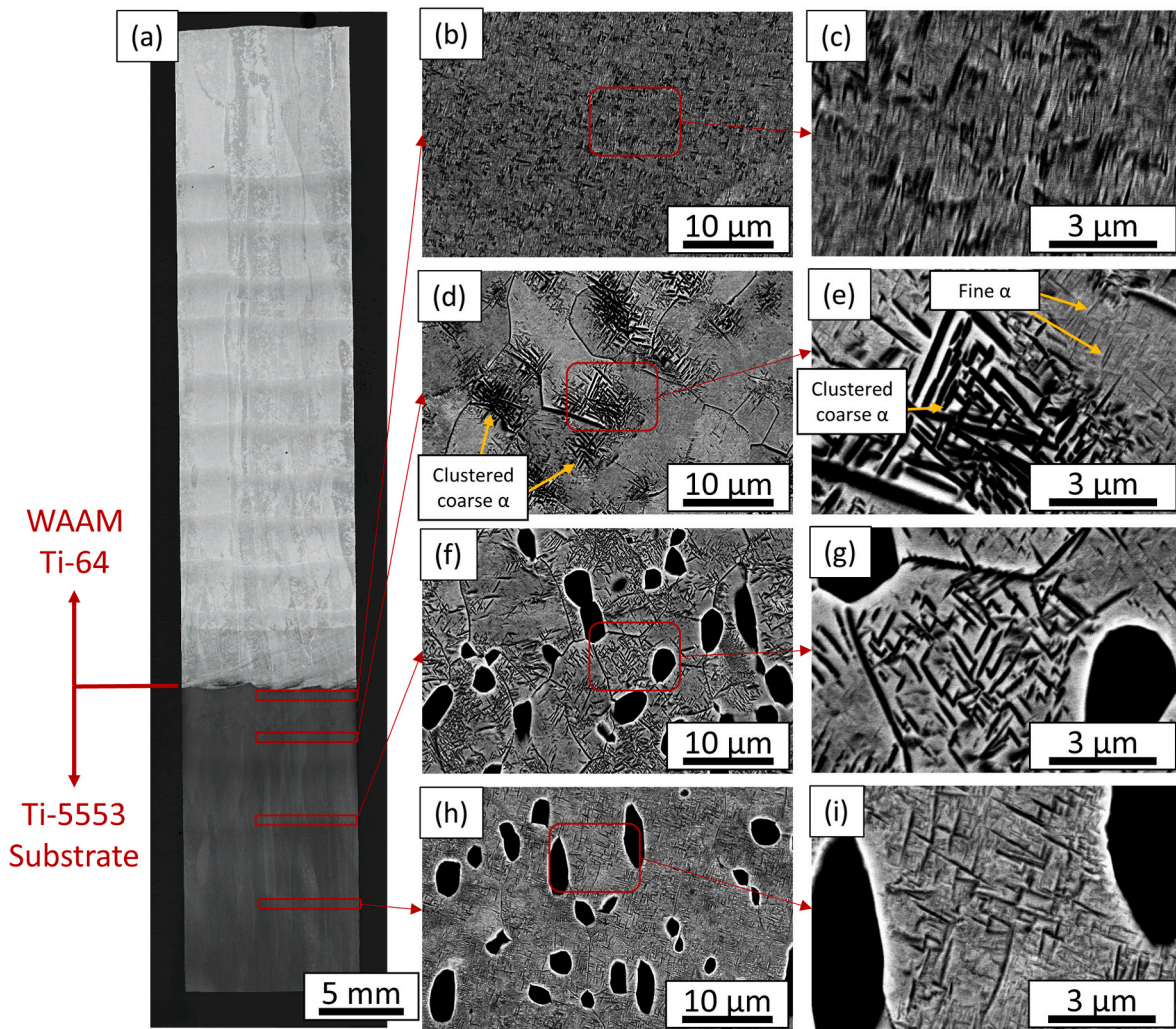 (a)
WAAM
Ti-64
Ti-5553
Substrate
5 mm
(b)
10 μm
(c)
3 μm
(d)
Clustered
coarse α
10 μm
(e)
Fine α
Clustered
coarse α
3 μm
(f)
10 μm
(g)
3 μm
(h)
10 μm
(i)
3 μm